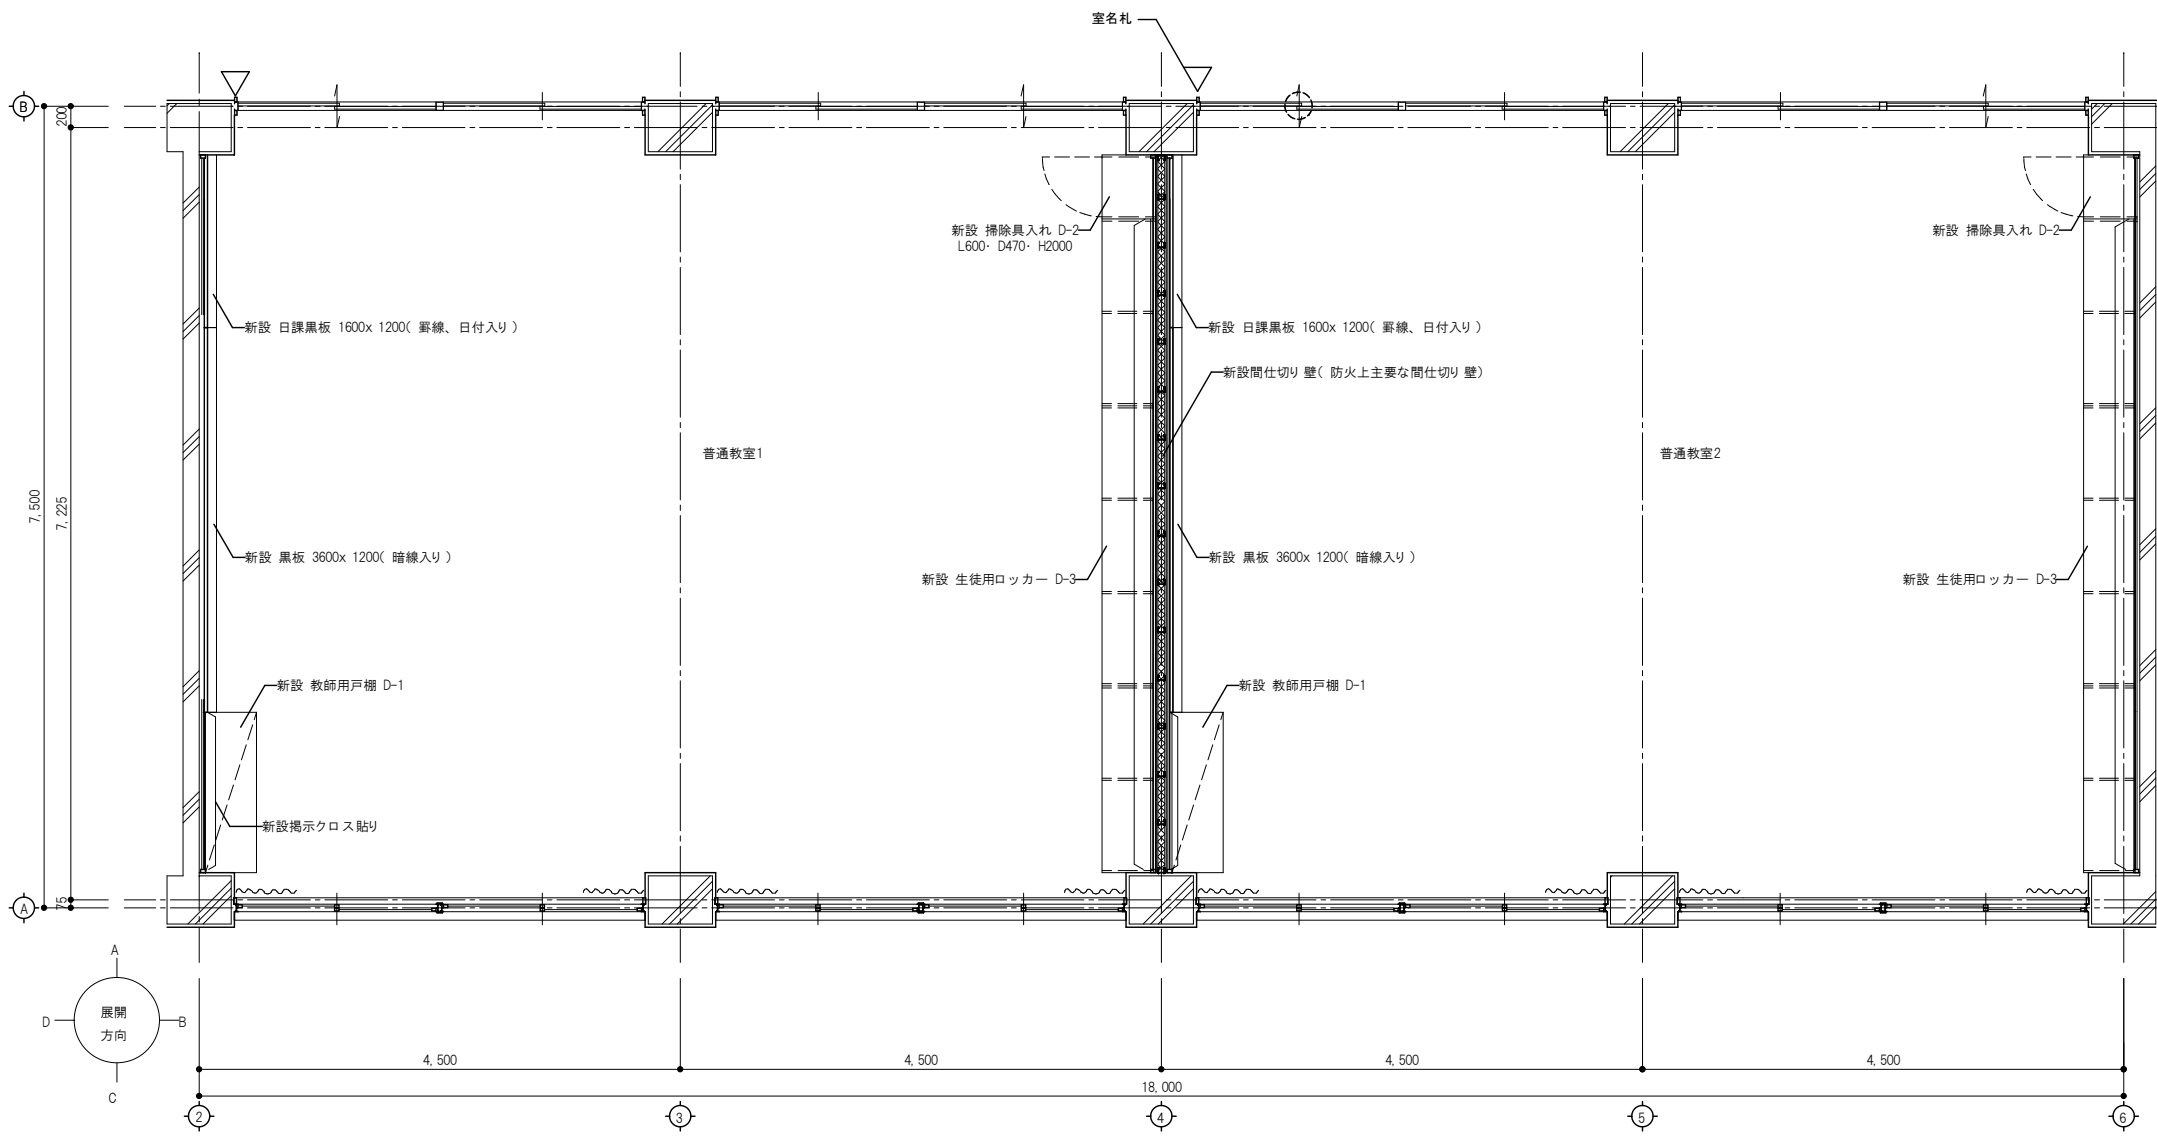 室名札
B
200
新設 掃除具入れ D-2
L600・D470・H2000
新設 掃除具入れ D-2
新設 日課黒板 1600x 1200( 罫線、日付入り )
新設 日課黒板 1600x 1200( 罫線、日付入り )
新設間仕切り 壁( 防火上主要な間仕切り 壁)
普通教室1
普通教室2
7,500
7,225
新設 黒板 3600x 1200( 暗線入り )
新設 黒板 3600x 1200( 暗線入り )
新設 生徒用ロッカー D-3
新設 生徒用ロッカー D-3
新設 教師用戸棚 D-1
新設 教師用戸棚 D-1
新設掲示クロス貼り
75
A
A
展開
方向
D
B
C
4,500
4,500
4,500
4,500
18,000
2
3
4
5
6